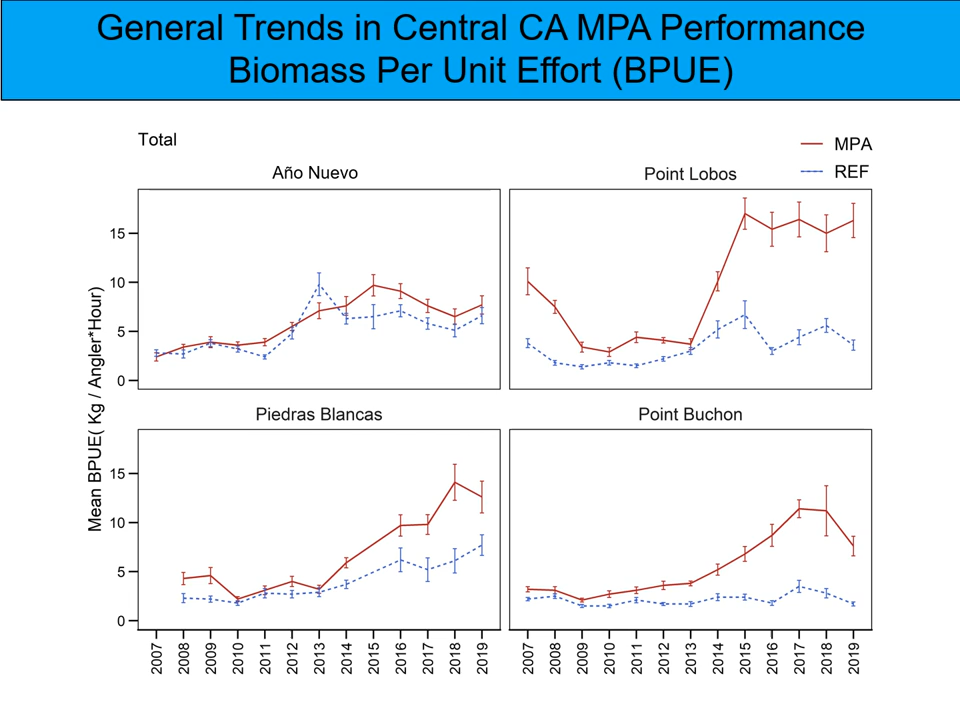 General Trends in Central CA MPA Performance
Biomass Per Unit Effort (BPUE)
Total
MPA
REF
Año Nuevo
Point Lobos
15
10
5
0
Mean BPUE( Kg / Angler*Hour)
Piedras Blancas
Point Buchon
15
10
5
0
2007 2008 2009 2010 2011 2012 2013 2014 2015 2016 2017 2018 2019
2007 2008 2009 2010 2011 2012 2013 2014 2015 2016 2017 2018 2019